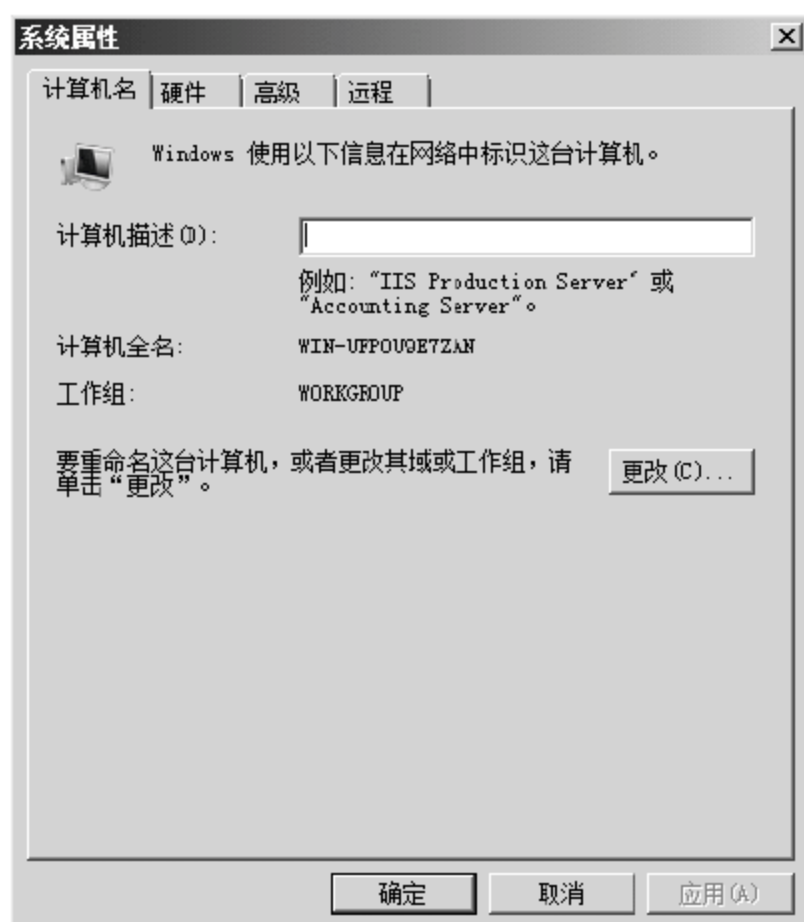 系统属性
计算机名 硬件 高级 远程
Windows 使用以下信息在网络中标识这台计算机。
计算机描述(D):
例如: "IIS Production Server" 或
"Accounting Server"。
计算机全名: WIN-UFPOU9E7ZAN
工作组: WORKGROUP
要重命名这台计算机，或者更改其域或工作组，请
单击“更改”。
更改(C)...
确定 取消 应用(A)